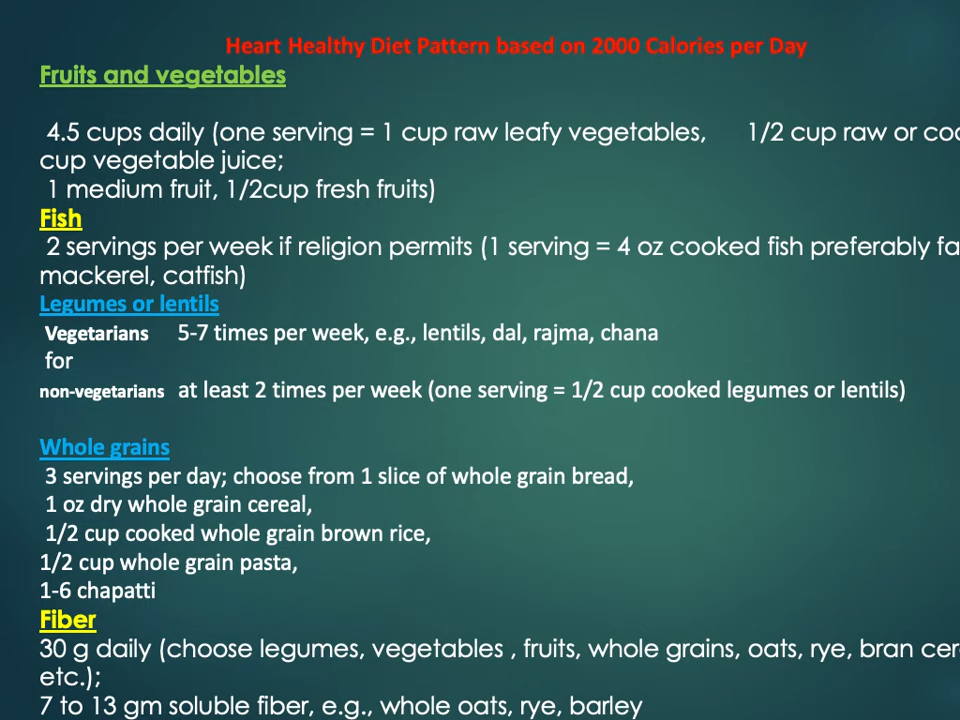 Heart Healthy Diet Pattern based on 2000 Calories per Day
Fruits and vegetables
4.5 cups daily (one serving = 1 cup raw leafy vegetables, 1/2 cup raw or
cup vegetable juice;
1 medium fruit, 1/2cup fresh fruits)
Fish
2 servings per week if religion permits (1 serving = 4 oz cooked fish preferably
mackerel, catfish)
Legumes or lentils
Vegetarians 5-7 times per week, e.g., lentils, dal, rajma, chana
for
non-vegetarians at least 2 times per week (one serving = 1/2 cup cooked legumes or lentils)
Whole grains
3 servings per day; choose from 1 slice of whole grain bread,
1 oz dry whole grain cereal,
1/2 cup cooked whole grain brown rice,
1/2 cup whole grain pasta,
1-6 chapatti
Fiber
30 g daily (choose legumes, vegetables , fruits, whole grains, oats, rye, bran
etc.);
7 to 13 gm soluble fiber, e.g., whole oats, rye, barley